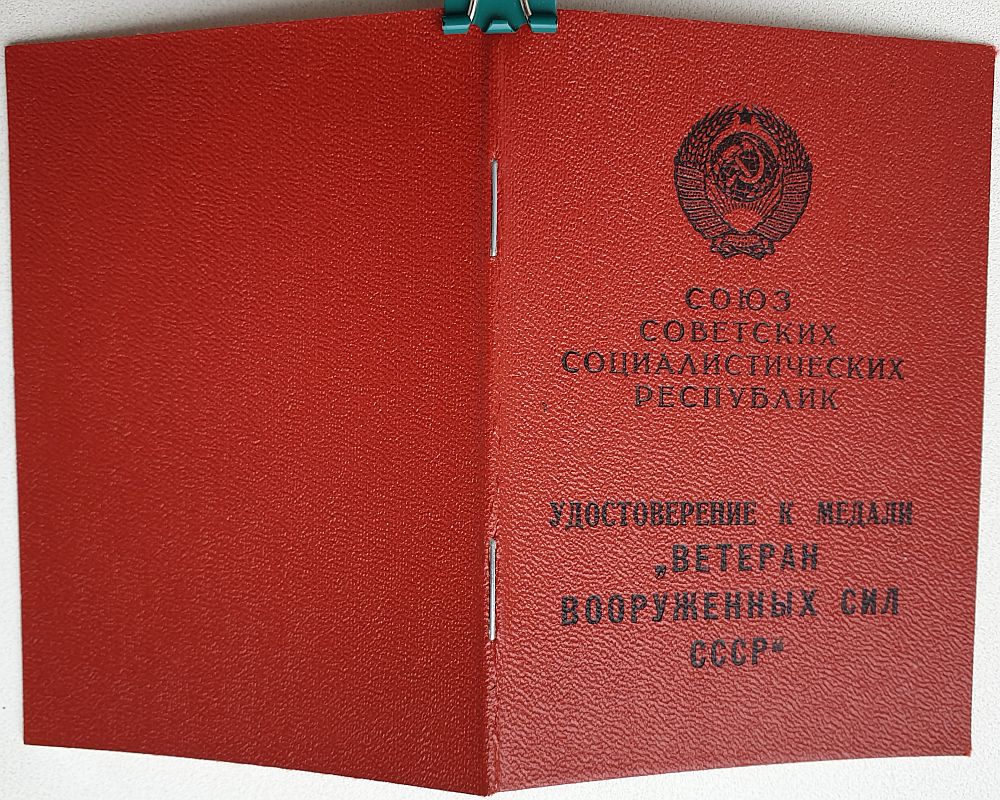 СОЮЗ
СОВЕТСКИХ
СОЦИАЛИСТИЧЕСКИХ
РЕСПУБЛИК
УДОСТОВЕРЕНИЕ К МЕДАЛИ
„ВЕТЕРАН
ВООРУЖЕННЫХ СИЛ
СССР“